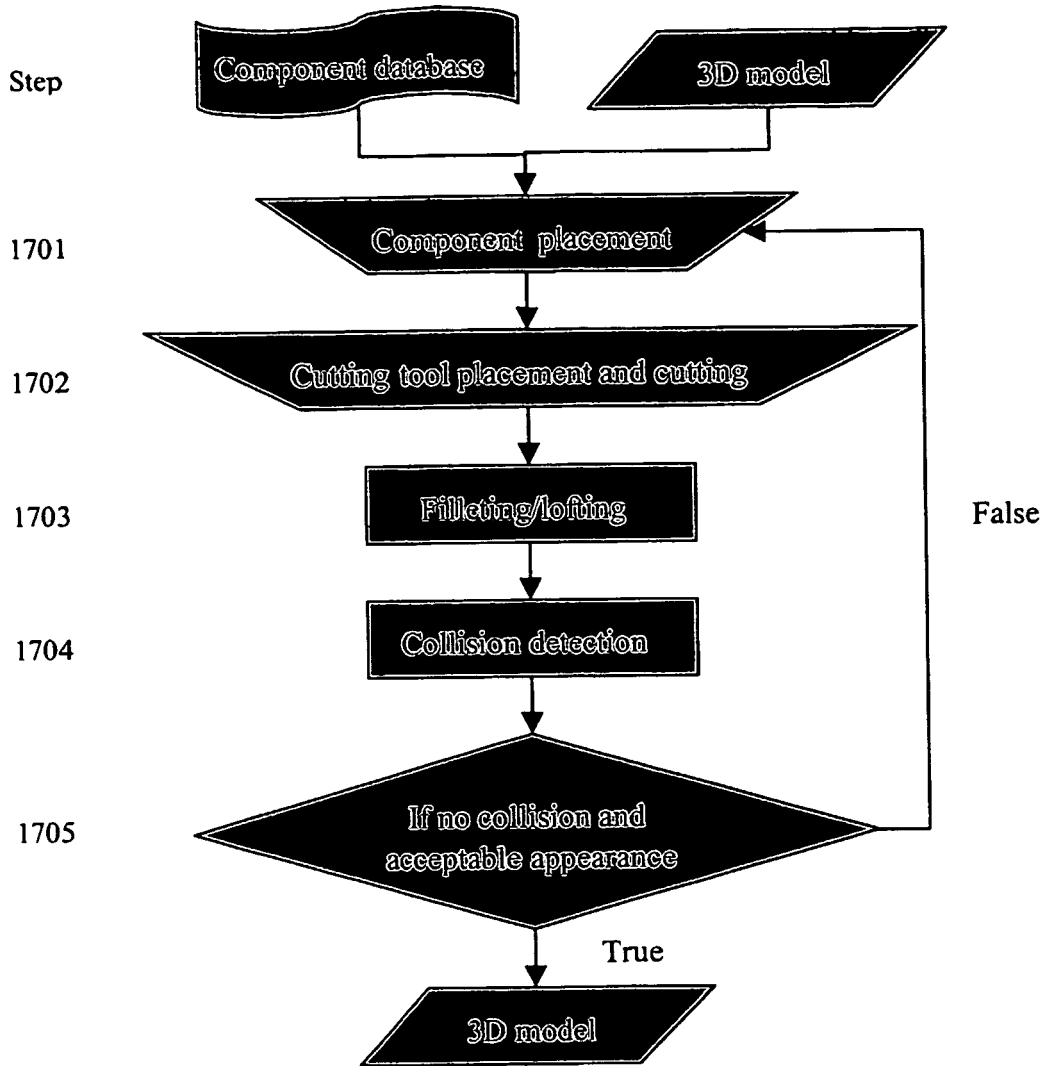 Step
Component database
3D model
1701
Component placement
1702
Cutting tool placement and cutting
1703
Filleting/lofting
False
1704
Collision detection
1705
If no collision and
acceptable appearance
True
3D model